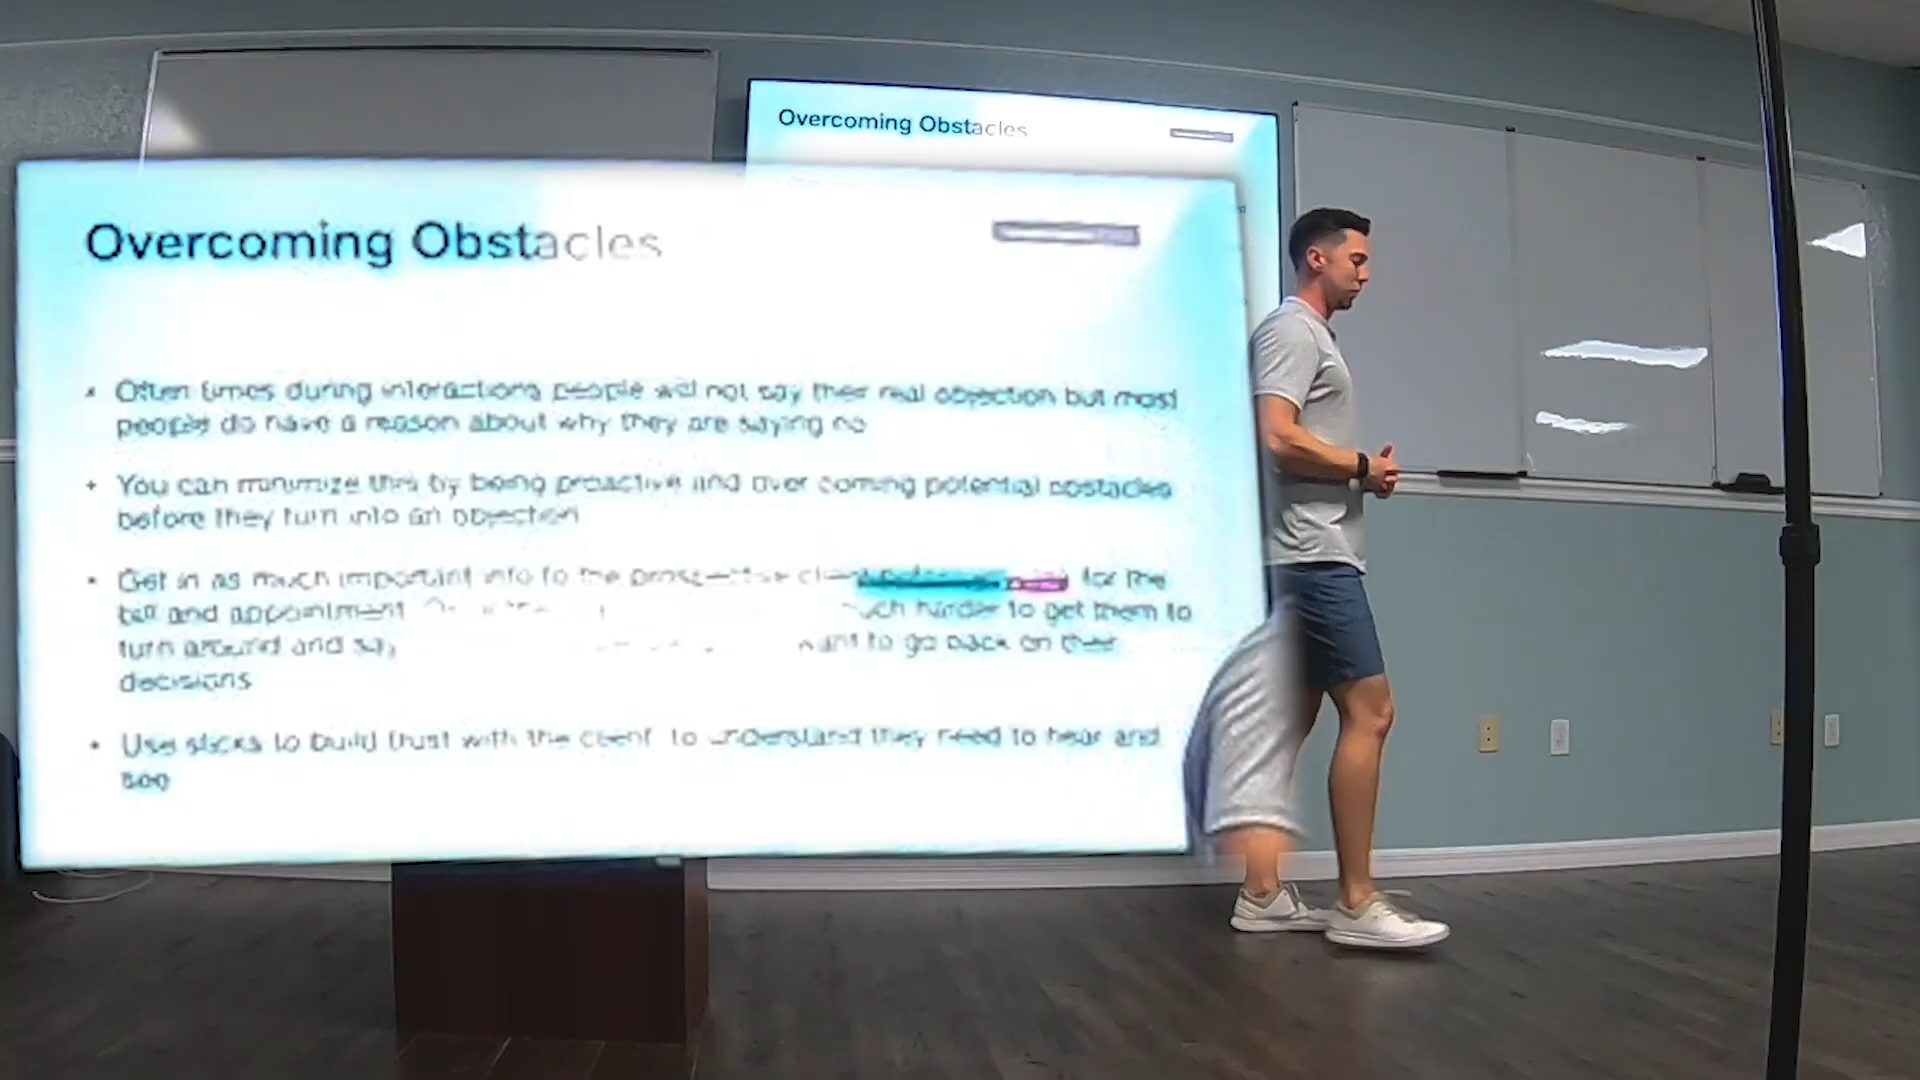 Overcoming Obstacles
Overcoming Obstacles
• Often times during interactions people will not say their real objection but most
people do have a reason about why they are saying no
• You can minimize this by being proactive and over coming potential obstacles
before they turn into an objection
• Get in as much important info to the prospective for the
and appointment much harder to get them to
turn around and say want to go back on their
decisions
• Use slicks to build trust with the client to understand they need to hear and
see